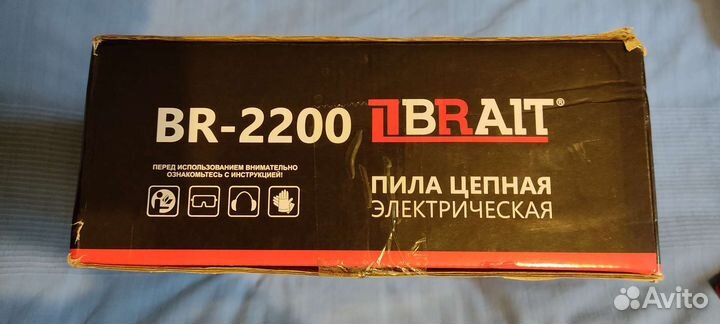 BR-2200 BRAIT®
ПЕРЕД ИСПОЛЬЗОВАНИЕМ ВНИМАТЕЛЬНО
ОЗНАКОМЬТЕСЬ С ИНСТРУКЦИЕЙ!
ПИЛА ЦЕПНАЯ
ЭЛЕКТРИЧЕСКАЯ
Avito